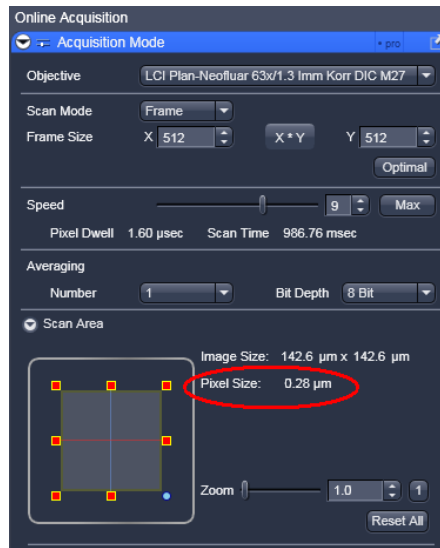 Online Acquisition
Acquisition Mode • pro
Objective LCI Plan-Neofluar 63x/1.3 Imm Korr DIC M27
Scan Mode Frame
Frame Size X 512 X * Y Y 512
Optimal
Speed 9 Max
Pixel Dwell 1.60 µsec Scan Time 986.76 msec
Averaging
Number 1 Bit Depth 8 Bit
Scan Area
Image Size: 142.6 µm x 142.6 µm
Pixel Size: 0.28 µm
Zoom 1.0 1
Reset All